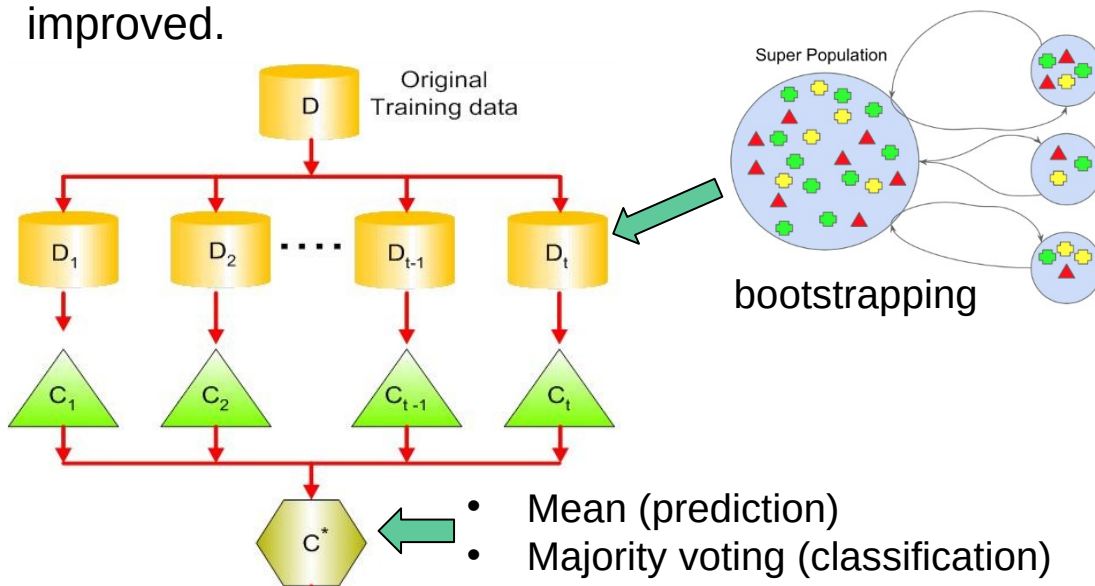 improved.
Original
Training data
D
Super Population
D1
D2
....
Dt-1
Dt
bootstrapping
C1
C2
Ct-1
Ct
C*
• Mean (prediction)
• Majority voting (classification)